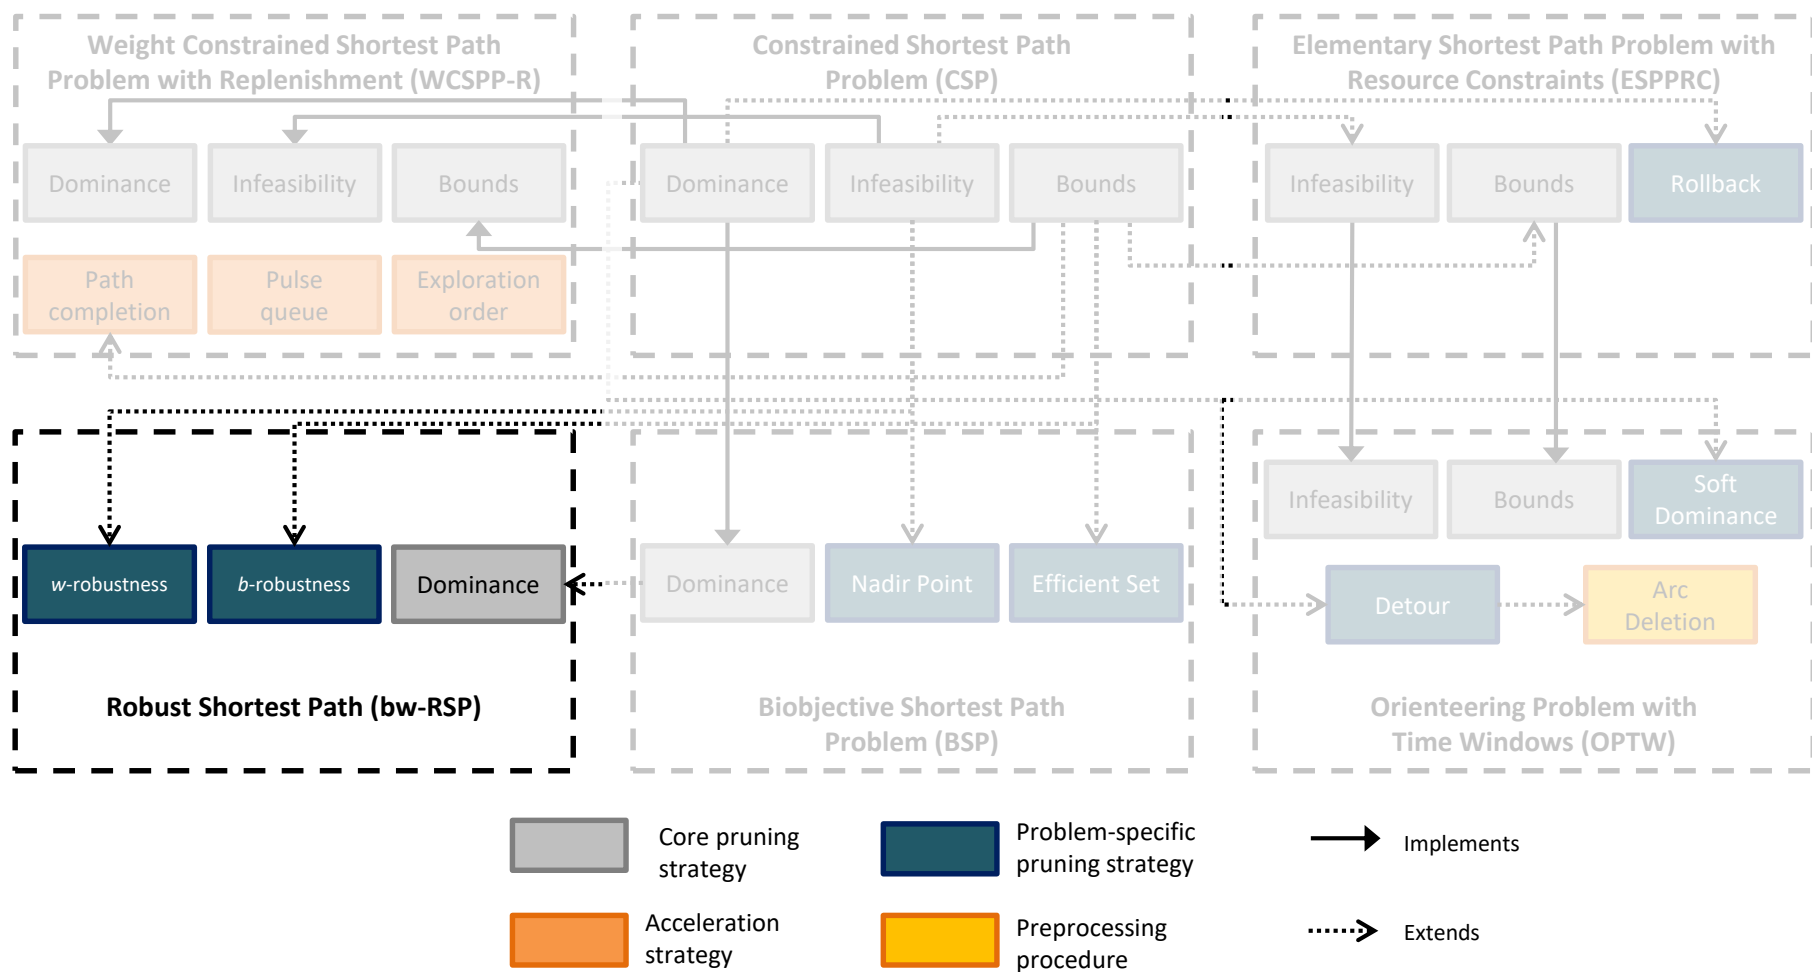 Weight Constrained Shortest Path
Problem with Replenishment (WCSPP-R)
Constrained Shortest Path
Problem (CSP)
Elementary Shortest Path Problem with
Resource Constraints (ESPPRC)
Dominance
Infeasibility
Bounds
Dominance
Infeasibility
Bounds
Infeasibility
Bounds
Rollback
Path
completion
Pulse
queue
Exploration
order
Infeasibility
Bounds
Soft
Dominance
w-robustness
b-robustness
Dominance
Dominance
Nadir Point
Efficient Set
Detour
Arc
Deletion
Robust Shortest Path (bw-RSP)
Biobjective Shortest Path
Problem (BSP)
Orienteering Problem with
Time Windows (OPTW)
Core pruning
strategy
Problem-specific
pruning strategy
Implements
Acceleration
strategy
Preprocessing
procedure
Extends